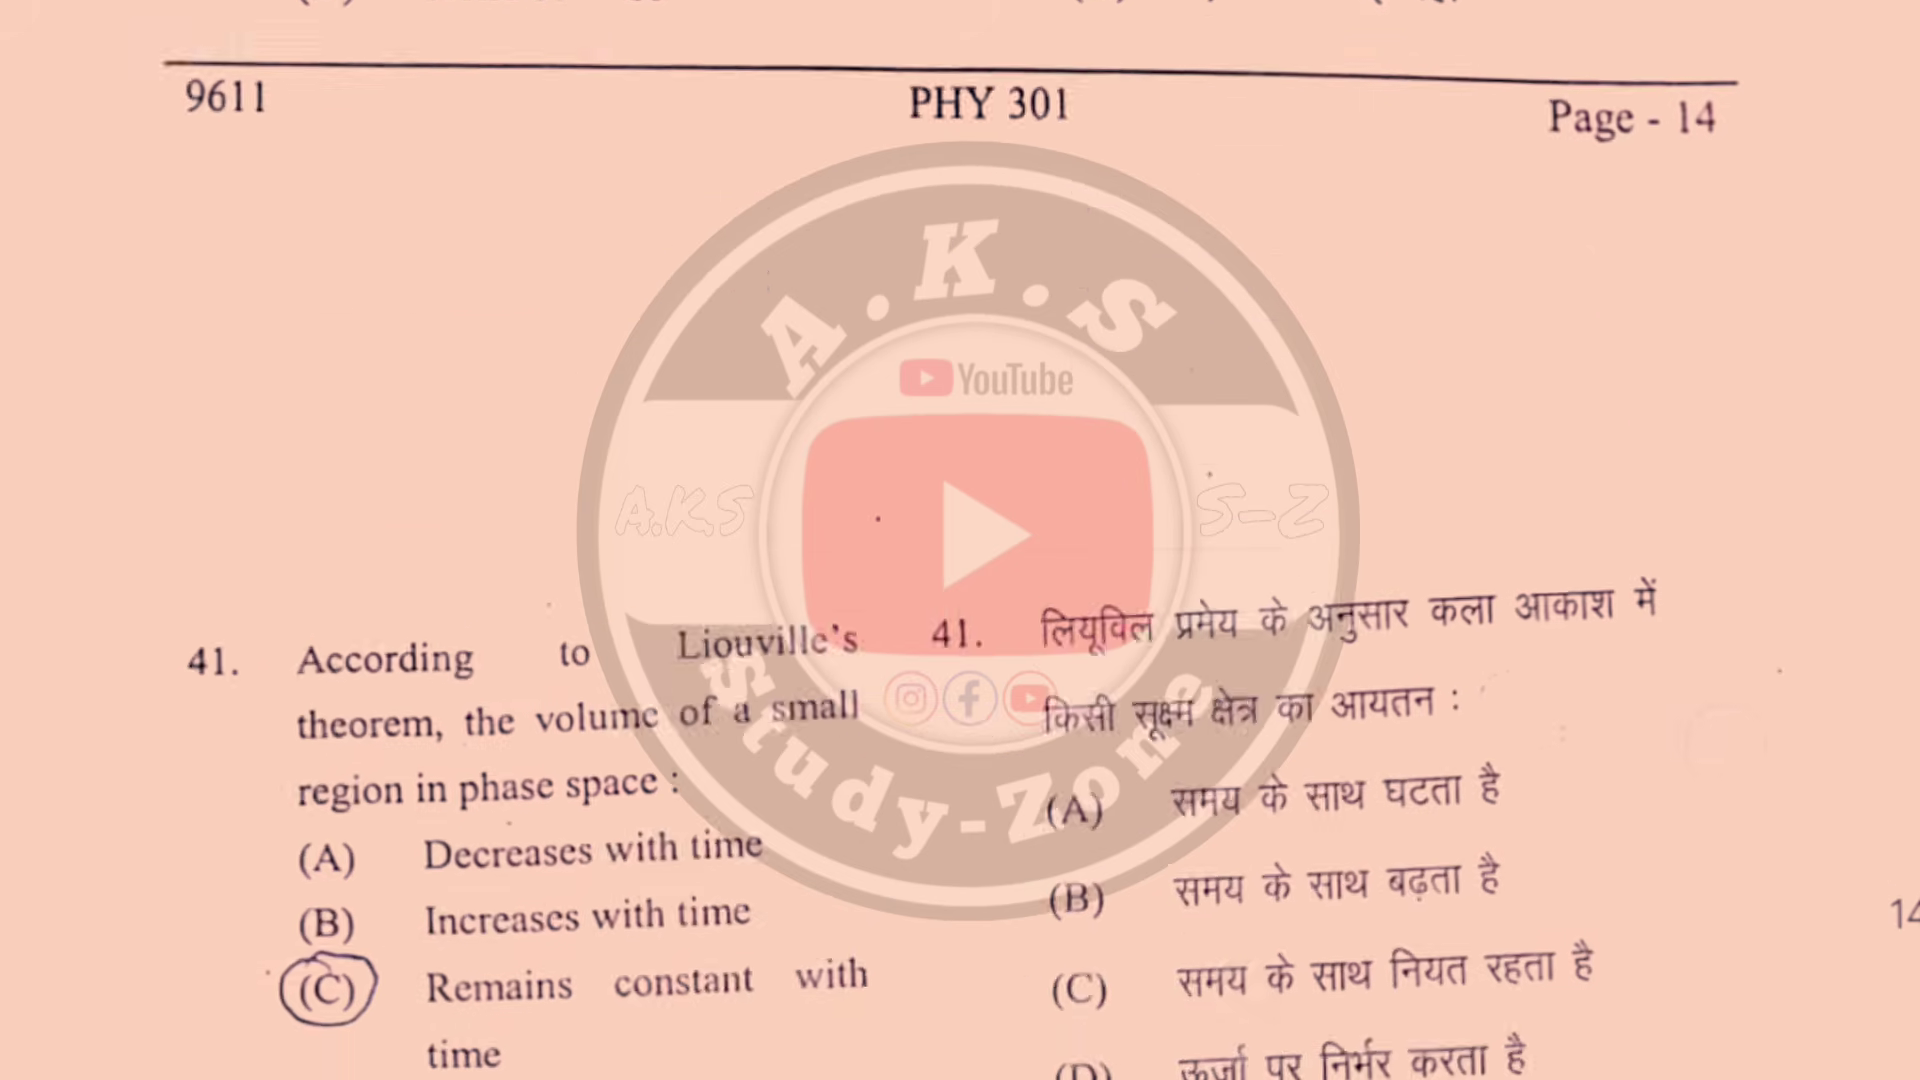 9611 PHY 301 Page - 14
A.K.S
YouTube
A.K.S S-Z
Study-Zone
41. According to Liouville's
theorem, the volume of a small
region in phase space :
(A) Decreases with time
(B) Increases with time
(C) Remains constant with
time
41. लियूविल प्रमेय के अनुसार कला आकाश में
किसी सूक्ष्म क्षेत्र का आयतन :
(A) समय के साथ घटता है
(B) समय के साथ बढ़ता है
(C) समय के साथ नियत रहता है
(D) ऊर्जा पर निर्भर करता है
14